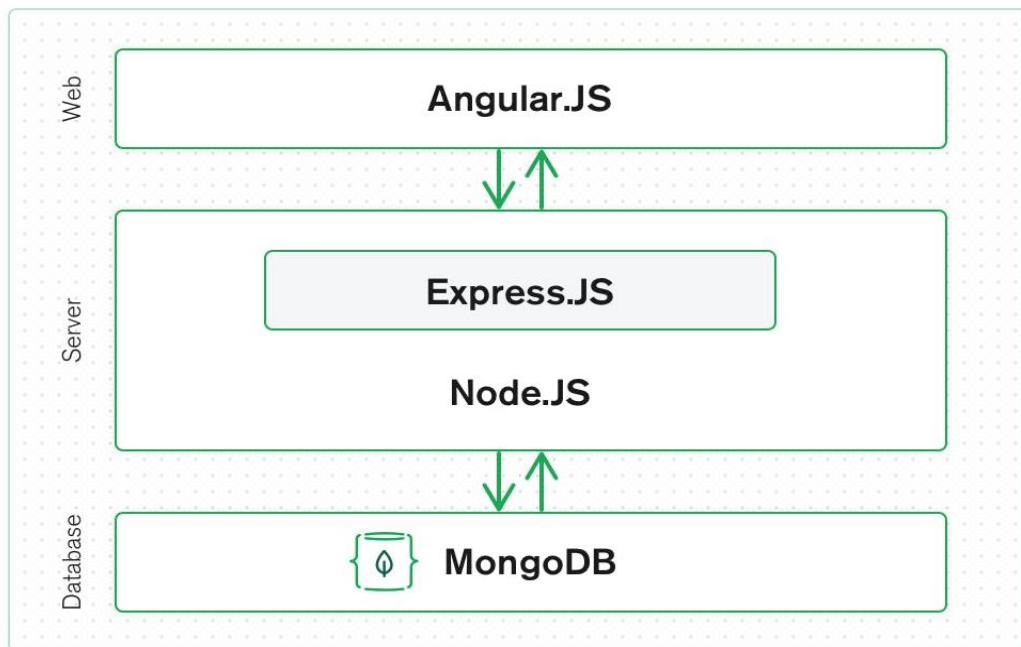 Web
Angular.JS
Server
Express.JS
Node.JS
Database
MongoDB